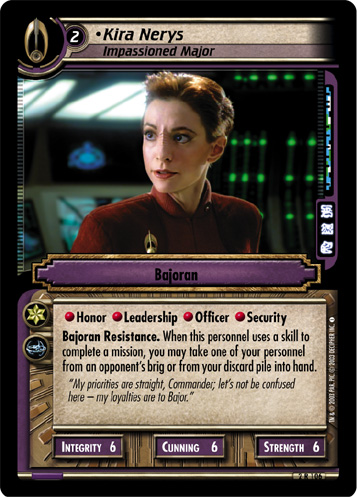 2
•Kira Nerys
Impassioned Major
Bajoran
• Honor • Leadership • Officer • Security
Bajoran Resistance. When this personnel uses a skill to
complete a mission, you may take one of your personnel
from an opponent's brig or from your discard pile into hand.
"My priorities are straight, Commander; let's not be confused
here – my loyalties are to Bajor."
INTEGRITY 6 CUNNING 6 STRENGTH 6
2 R 106